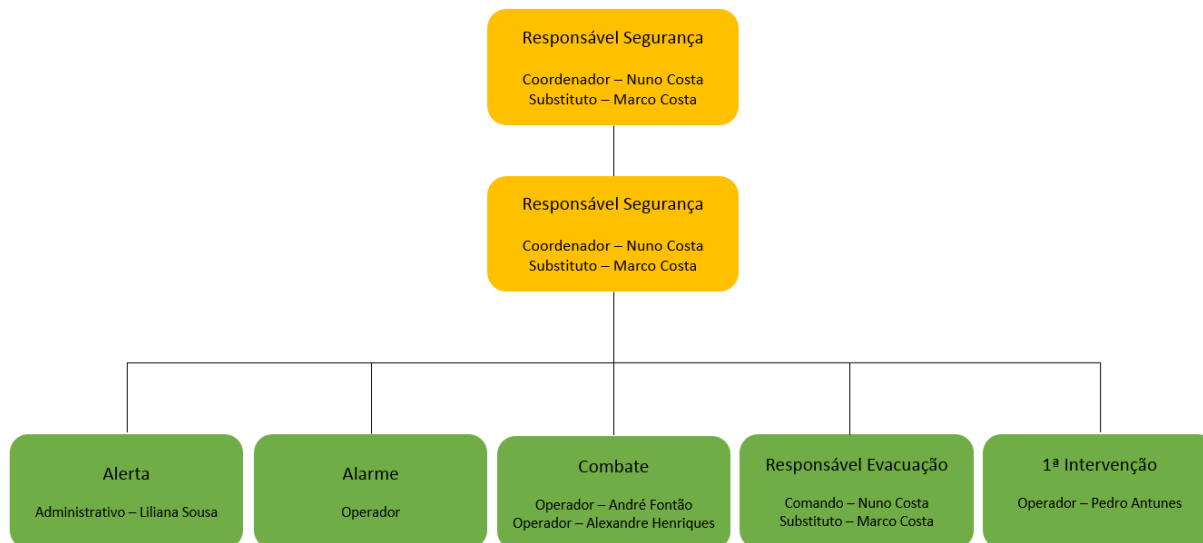 Responsável Segurança
Coordenador – Nuno Costa
Substituto – Marco Costa
Responsável Segurança
Coordenador – Nuno Costa
Substituto – Marco Costa
Alerta
Administrativo – Liliana Sousa
Alarme
Operador
Combate
Operador – André Fontão
Operador – Alexandre Henriques
Responsável Evacuação
Comando – Nuno Costa
Substituto – Marco Costa
1ª Intervenção
Operador – Pedro Antunes